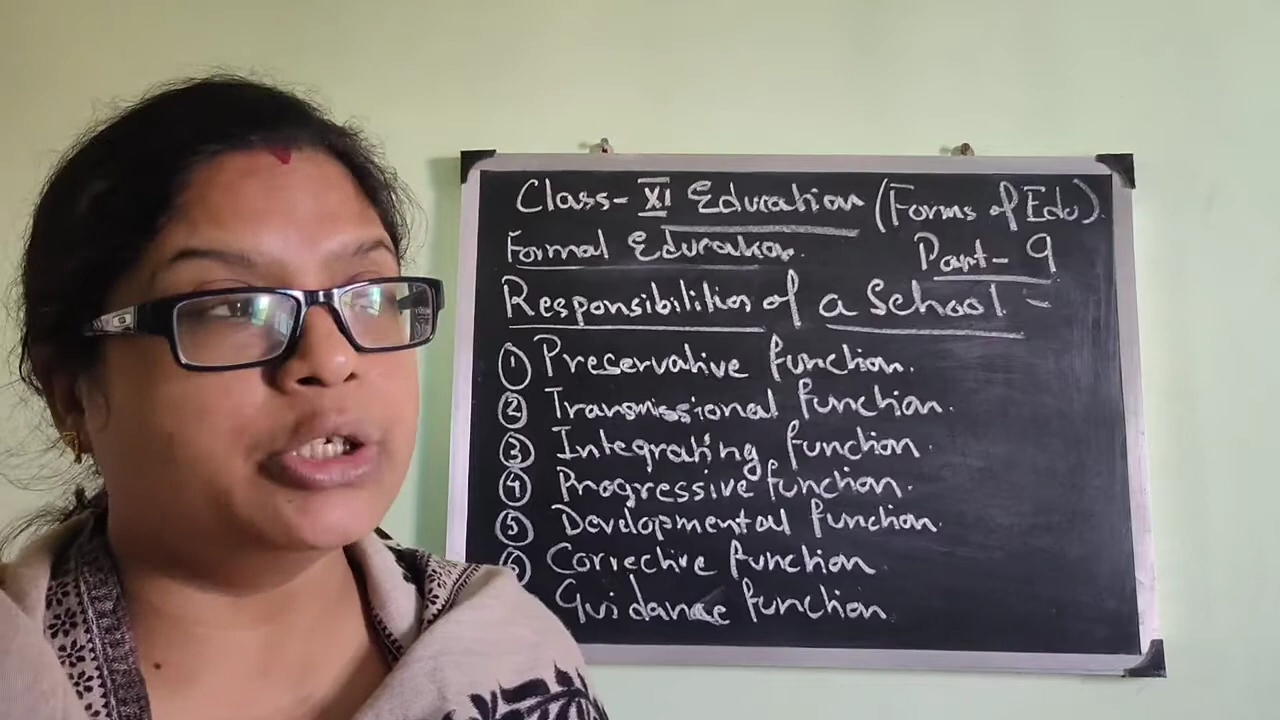 Class- XI Education (Forms of Edu).
Formal Education. Part- 9
Responsibilities of a School :-
① Preservative function.
② Transmissional function.
③ Integrating function.
④ Progressive function.
⑤ Developmental function.
⑥ Corrective function.
Guidance function.